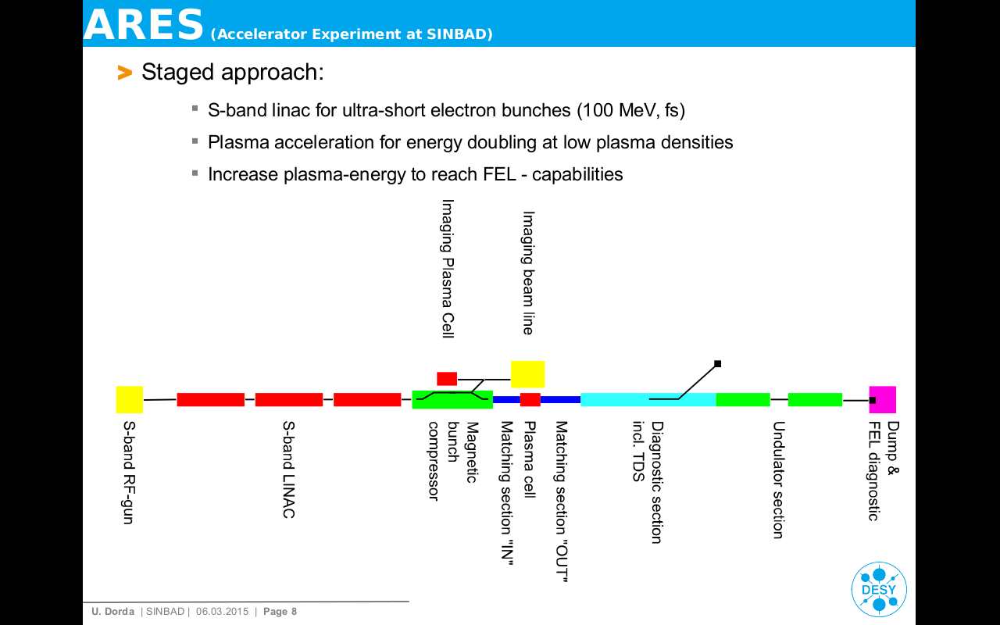 ARES (Accelerator Experiment at SINBAD)
> Staged approach:
S-band linac for ultra-short electron bunches (100 MeV, fs)
Plasma acceleration for energy doubling at low plasma densities
Increase plasma-energy to reach FEL - capabilities
Imaging Plasma Cell
Imaging beam line
S-band RF-gun
S-band LINAC
Magnetic
bunch
compressor
Matching section "IN"
Plasma cell
Matching section "OUT"
Diagnostic section
incl. TDS
Undulator section
Dump &
FEL diagnostic
DESY
U. Dorda | SINBAD | 06.03.2015 | Page 8